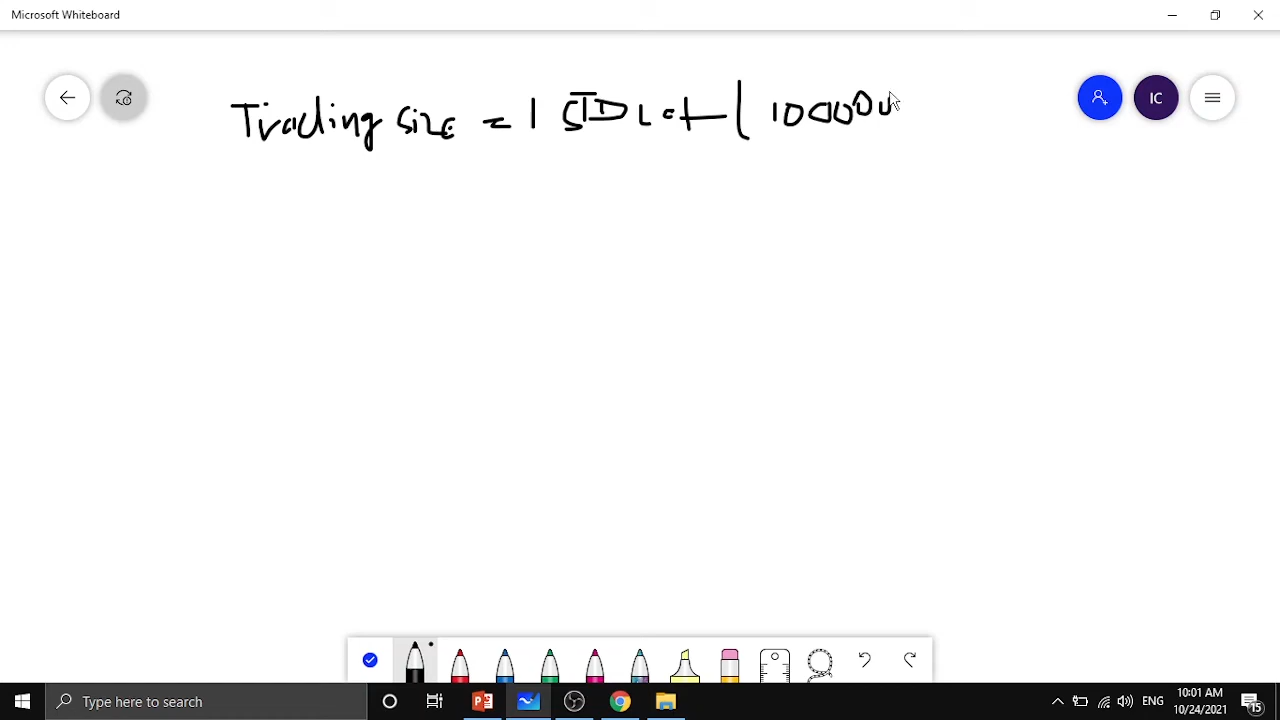 Microsoft Whiteboard
Trading size = 1 STD Lot ( 100000
IC
Type here to search
ENG
10:01 AM
10/24/2021
15